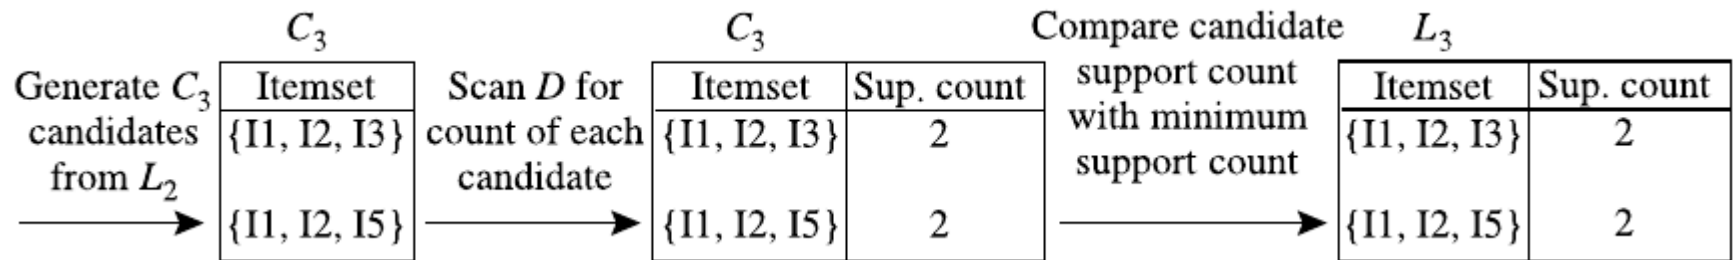 C3
Generate C3
candidates
from L2
Itemset
{I1, I2, I3}
{I1, I2, I5}
Scan D for
count of each
candidate
C3
Itemset Sup. count
{I1, I2, I3} 2
{I1, I2, I5} 2
Compare candidate
support count
with minimum
support count
L3
Itemset Sup. count
{I1, I2, I3} 2
{I1, I2, I5} 2